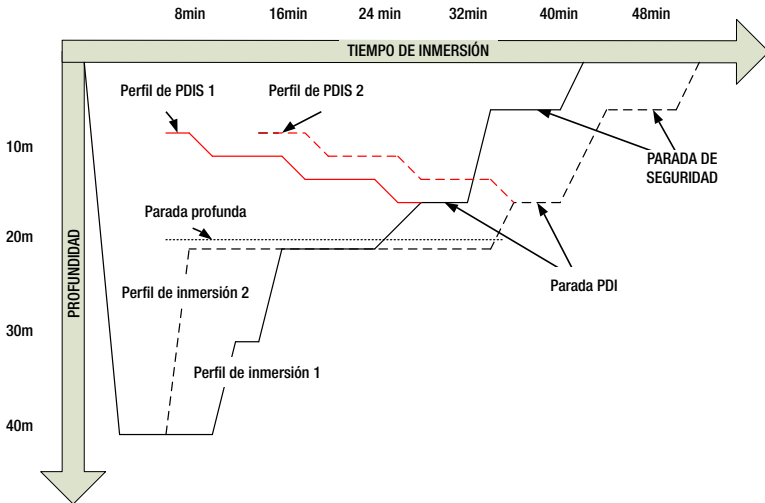 8min 16min 24 min 32min 40min 48min
TIEMPO DE INMERSIÓN
Perfil de PDIS 1 Perfil de PDIS 2
10m
PARADA DE
SEGURIDAD
Parada profunda
20m
PROFUNDIDAD
Perfil de inmersión 2
Parada PDI
30m
Perfil de inmersión 1
40m